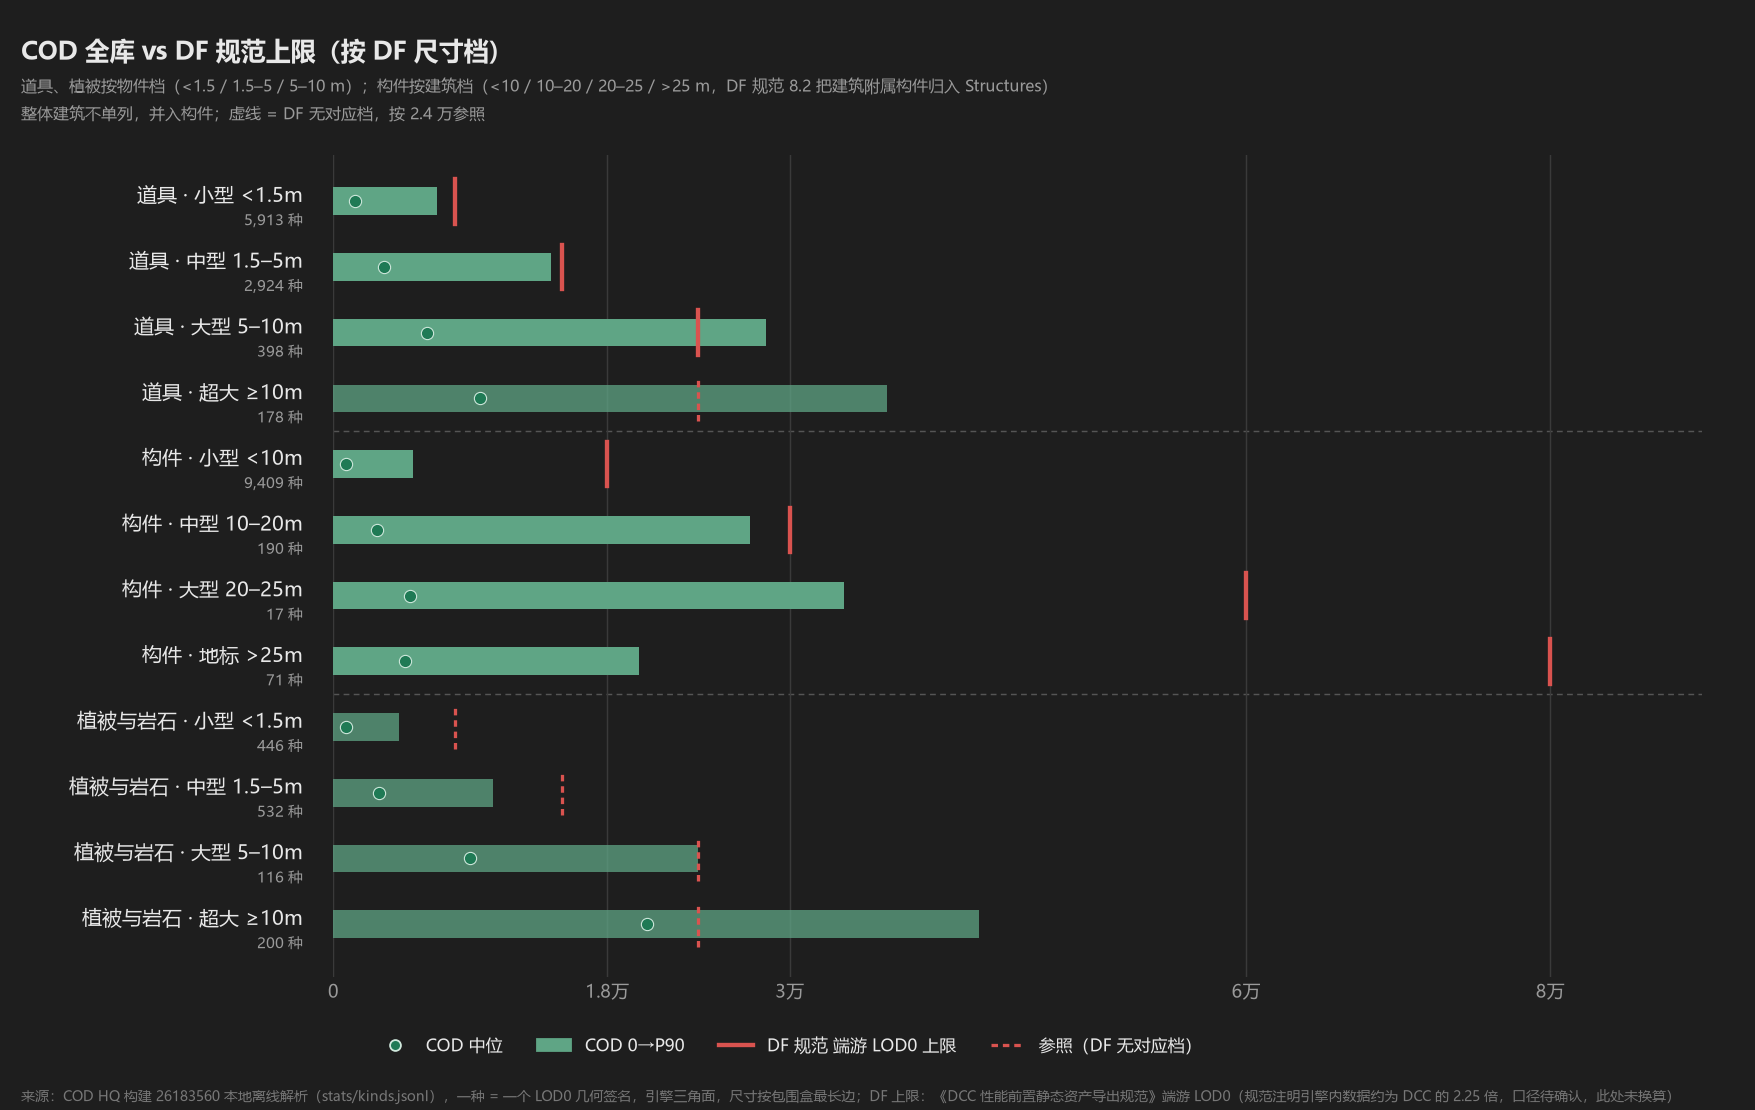 COD 全库 vs DF 规范上限（按 DF 尺寸档）
道具、植被按物件档（<1.5 / 1.5–5 / 5–10 m）；构件按建筑档（<10 / 10–20 / 20–25 / >25 m，DF 规范 8.2 把建筑附属构件归入 Structures）
整体建筑不单列，并入构件；虚线 = DF 无对应档，按 2.4 万参照
道具 · 小型 <1.5m
5,913 种
道具 · 中型 1.5–5m
2,924 种
道具 · 大型 5–10m
398 种
道具 · 超大 ≥10m
178 种
构件 · 小型 <10m
9,409 种
构件 · 中型 10–20m
190 种
构件 · 大型 20–25m
17 种
构件 · 地标 >25m
71 种
植被与岩石 · 小型 <1.5m
446 种
植被与岩石 · 中型 1.5–5m
532 种
植被与岩石 · 大型 5–10m
116 种
植被与岩石 · 超大 ≥10m
200 种
0 1.8万 3万 6万 8万
COD 中位 COD 0→P90 DF 规范 端游 LOD0 上限 参照（DF 无对应档）
来源：COD HQ 构建 26183560 本地离线解析（stats/kinds.jsonl），一种 = 一个 LOD0 几何签名，引擎三角面，尺寸按包围盒最长边；DF 上限：《DCC 性能前置静态资产导出规范》端游 LOD0（规范注明引擎内数据约为 DCC 的 2.25 倍，口径待确认，此处未换算）